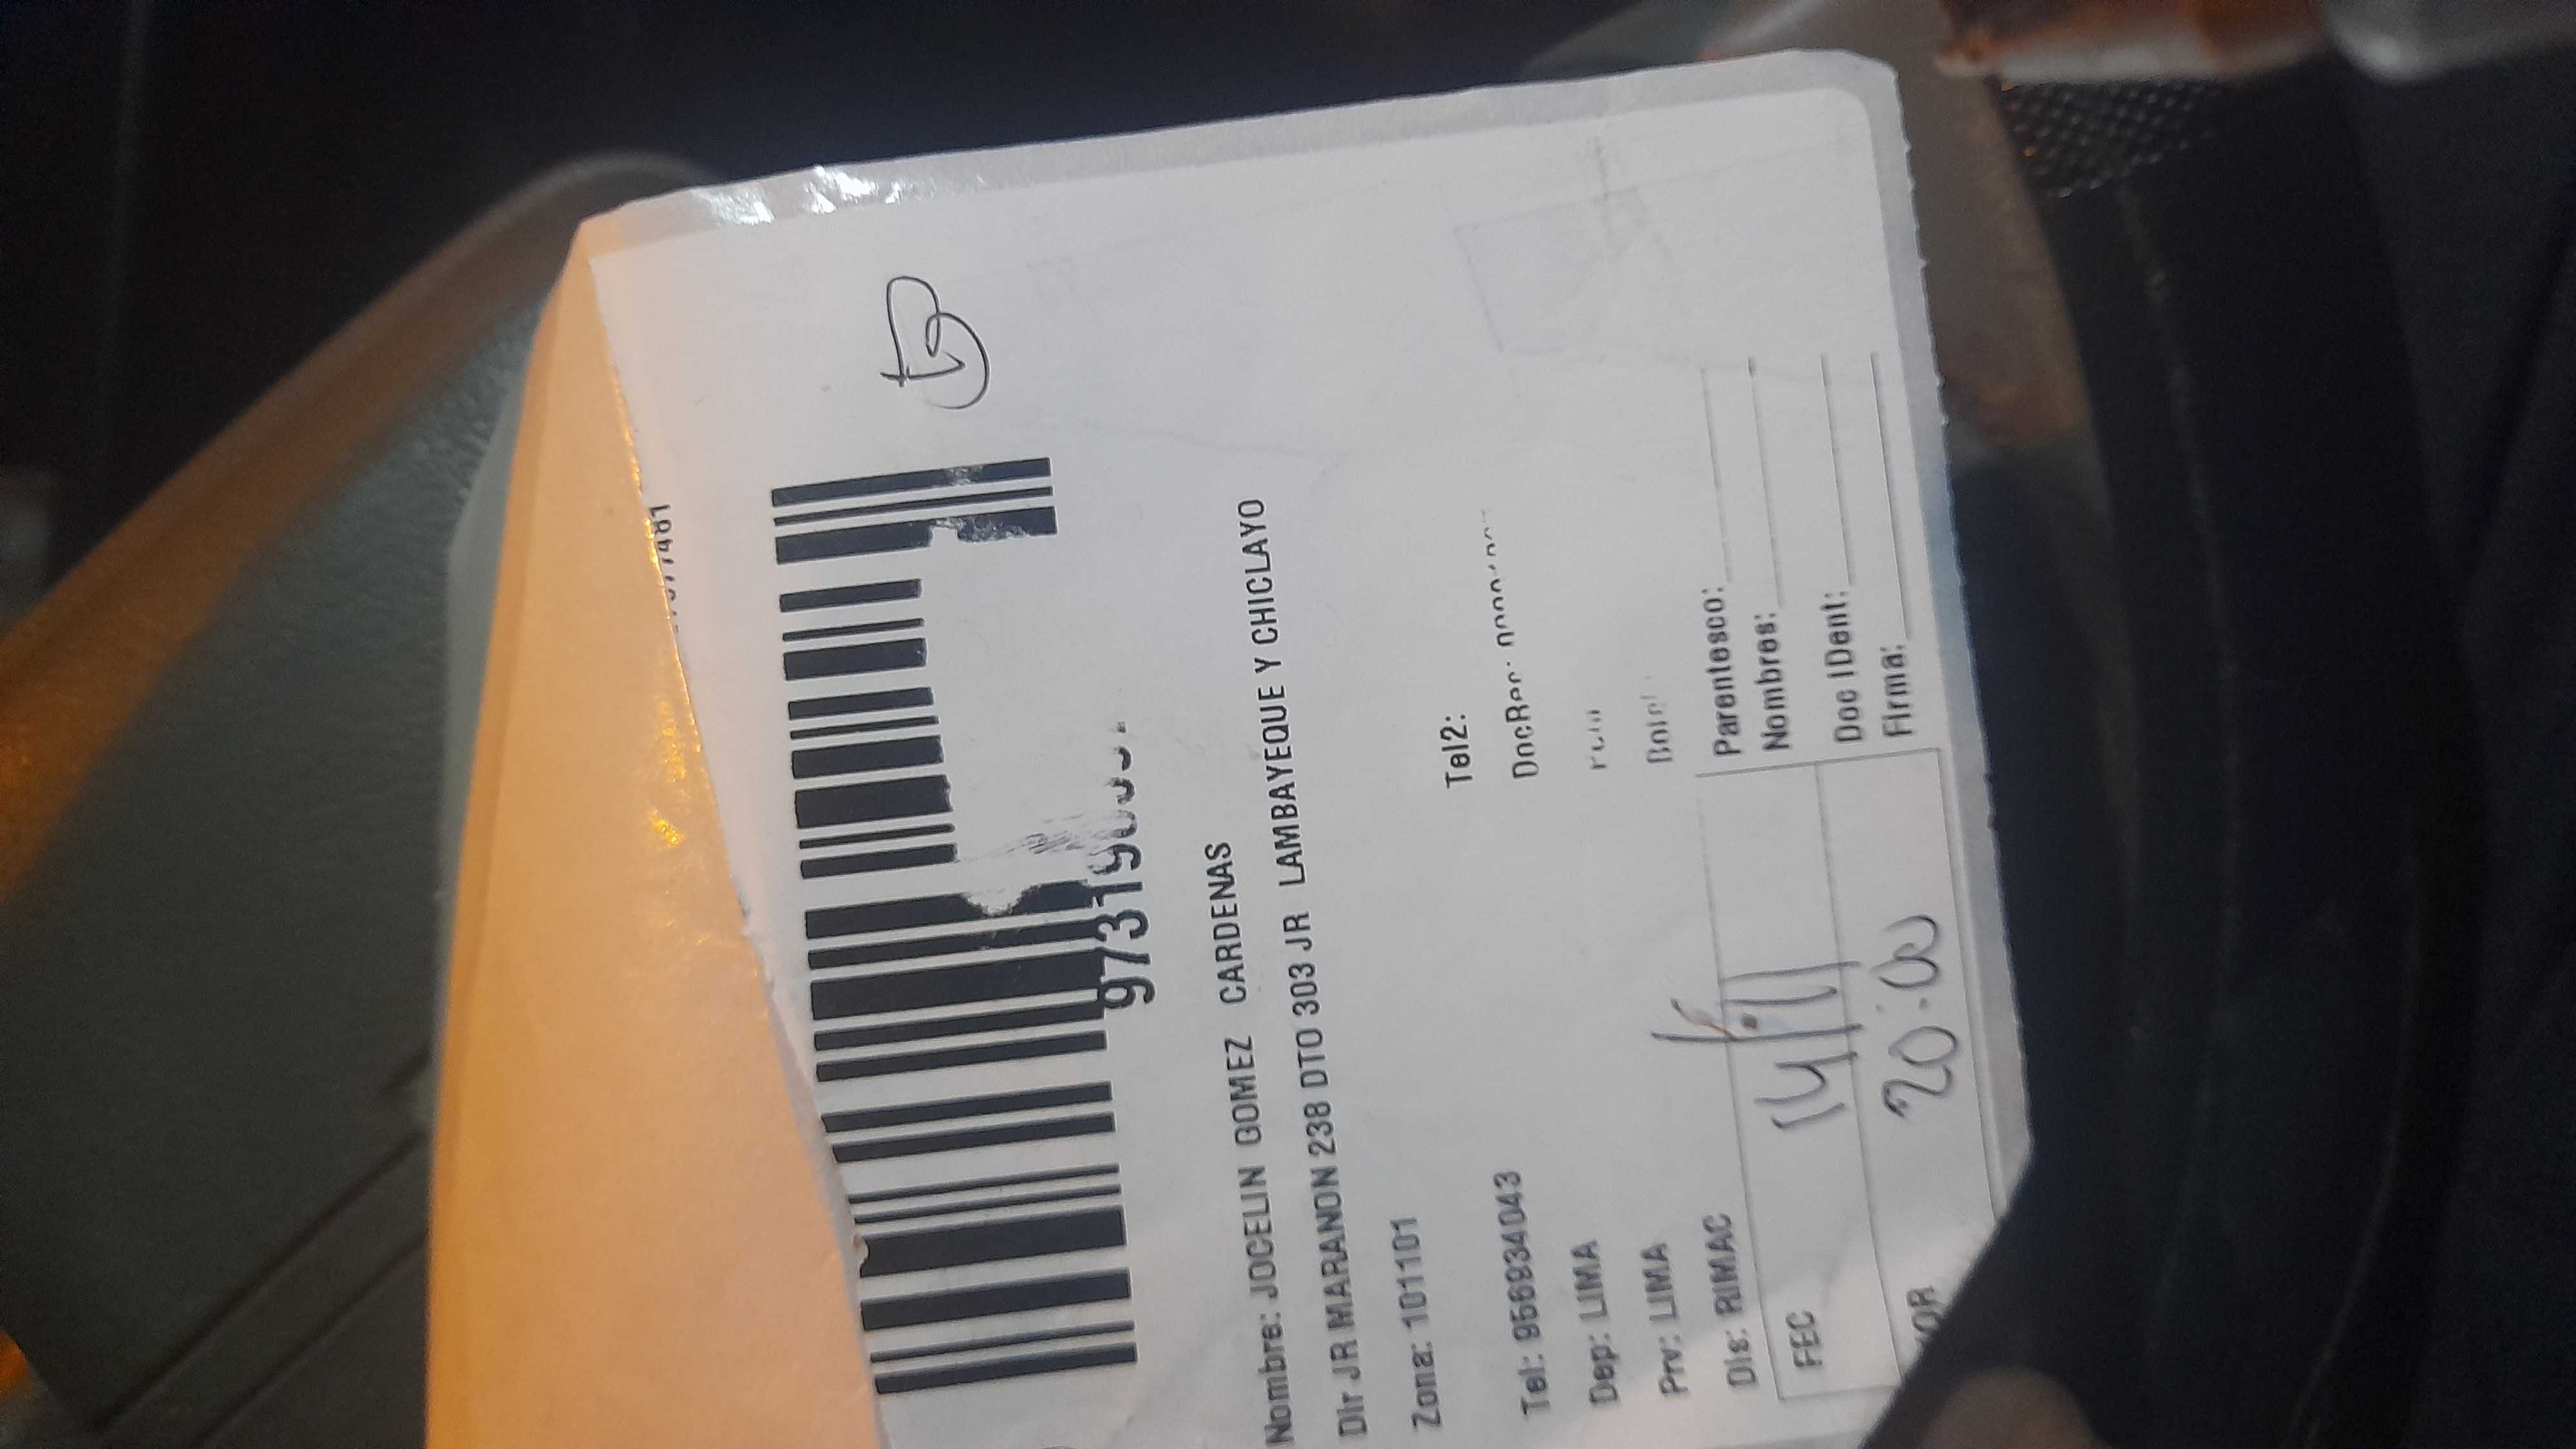 Nombre: JOCELIN GOMEZ CARDENAS
Dir JR MARANON 238 DTO 303 JR LAMBAYEQUE Y CHICLAYO
Zona: 101101
Tel: 956934043 Tel2:
Dep: LIMA
Prv: LIMA
Dis: RIMAC
Parentesco:
Nombres:
FEC 14/11 Doc IDent:
20:00 Firma: